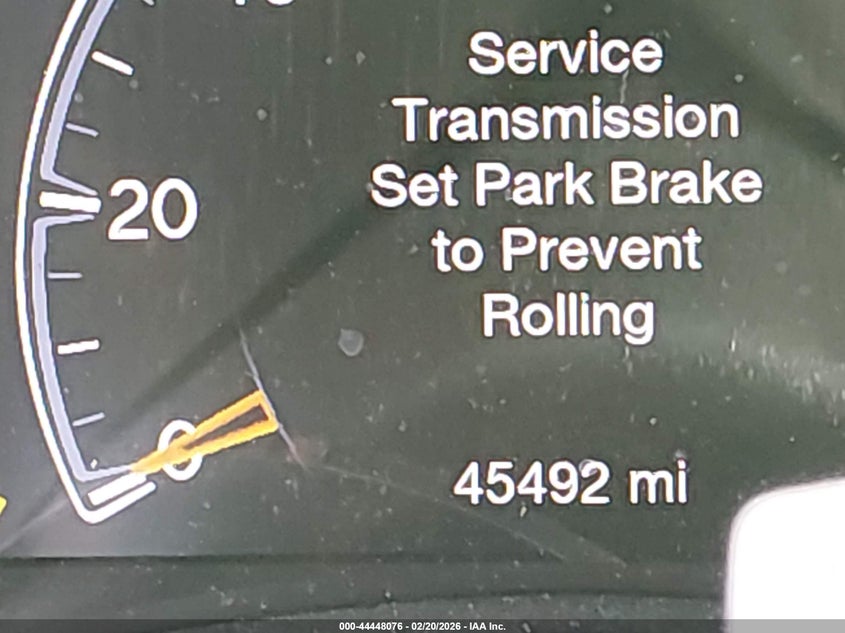 Service
Transmission
Set Park Brake
to Prevent
Rolling
20
0
45492 mi
000-44448076 - 02/20/2026 - IAA Inc.